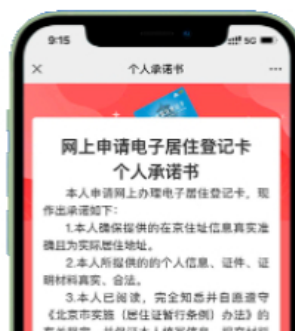 9:15
5G
个人承诺书
网上申请电子居住登记卡
个人承诺书
本人申请网上办理电子居住登记卡，现
作出承诺如下：
1.本人确保提供的在京住址信息真实准
确且为实际居住地址。
2.本人所提供的的个人信息、证件、证
明材料真实、合法。
3.本人已阅读，完全知悉并自愿遵守
《北京市实施〈居住证暂行条例〉办法》的